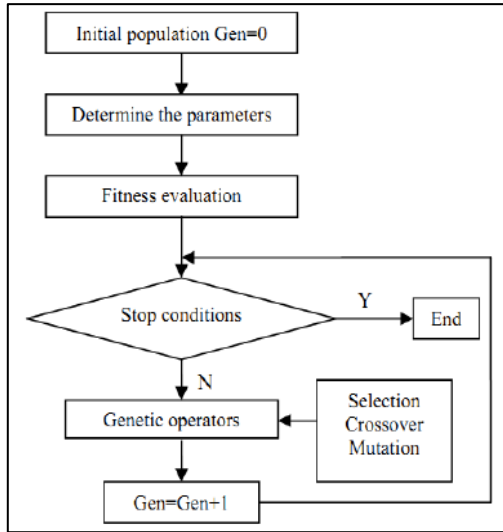 Initial population Gen=0
Determine the parameters
Fitness evaluation
Stop conditions
Y
End
N
Genetic operators
Selection
Crossover
Mutation
Gen=Gen+1